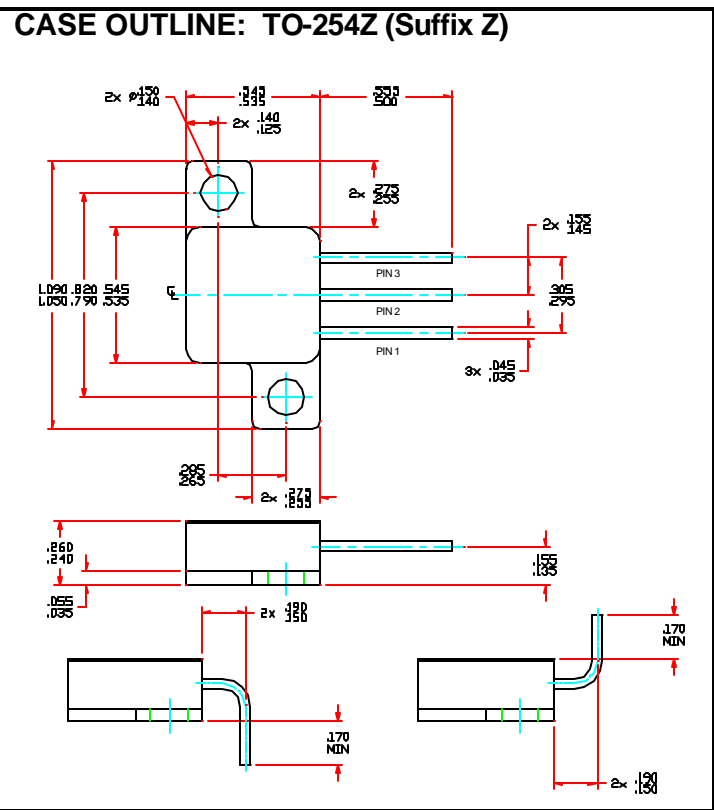 CASE OUTLINE: TO-254Z (Suffix Z)
2x ø.150
.140
.545
.535
.555
.500
2x .140
.125
2x .275
.255
2x .155
.145
1.090
1.050
.820
.790
.545
.535
℄
PIN 3
PIN 2
PIN 1
.305
.295
3x .045
.035
.285
.265
2x .275
.255
.260
.240
.055
.035
.155
.135
2x .190
.150
.170
MIN
.170
MIN
2x .190
.150